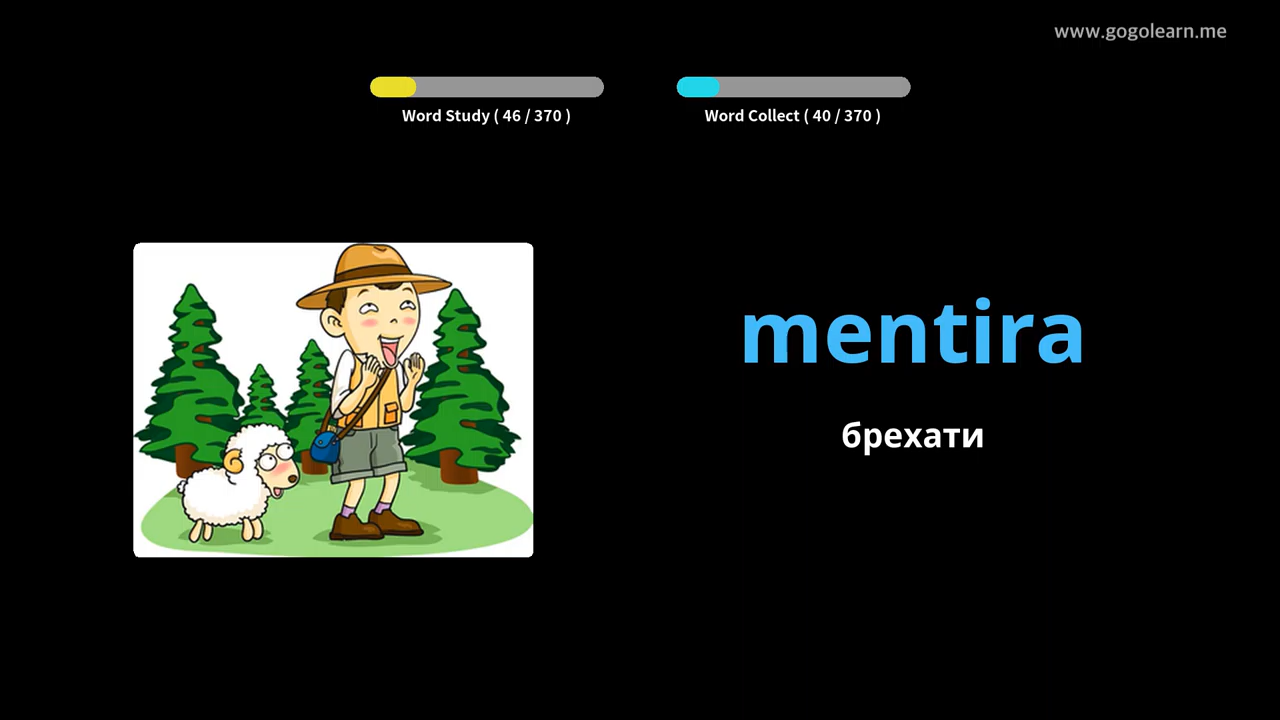 www.gogolearn.me
Word Study ( 46 / 370 )
Word Collect ( 40 / 370 )
mentira
брехати